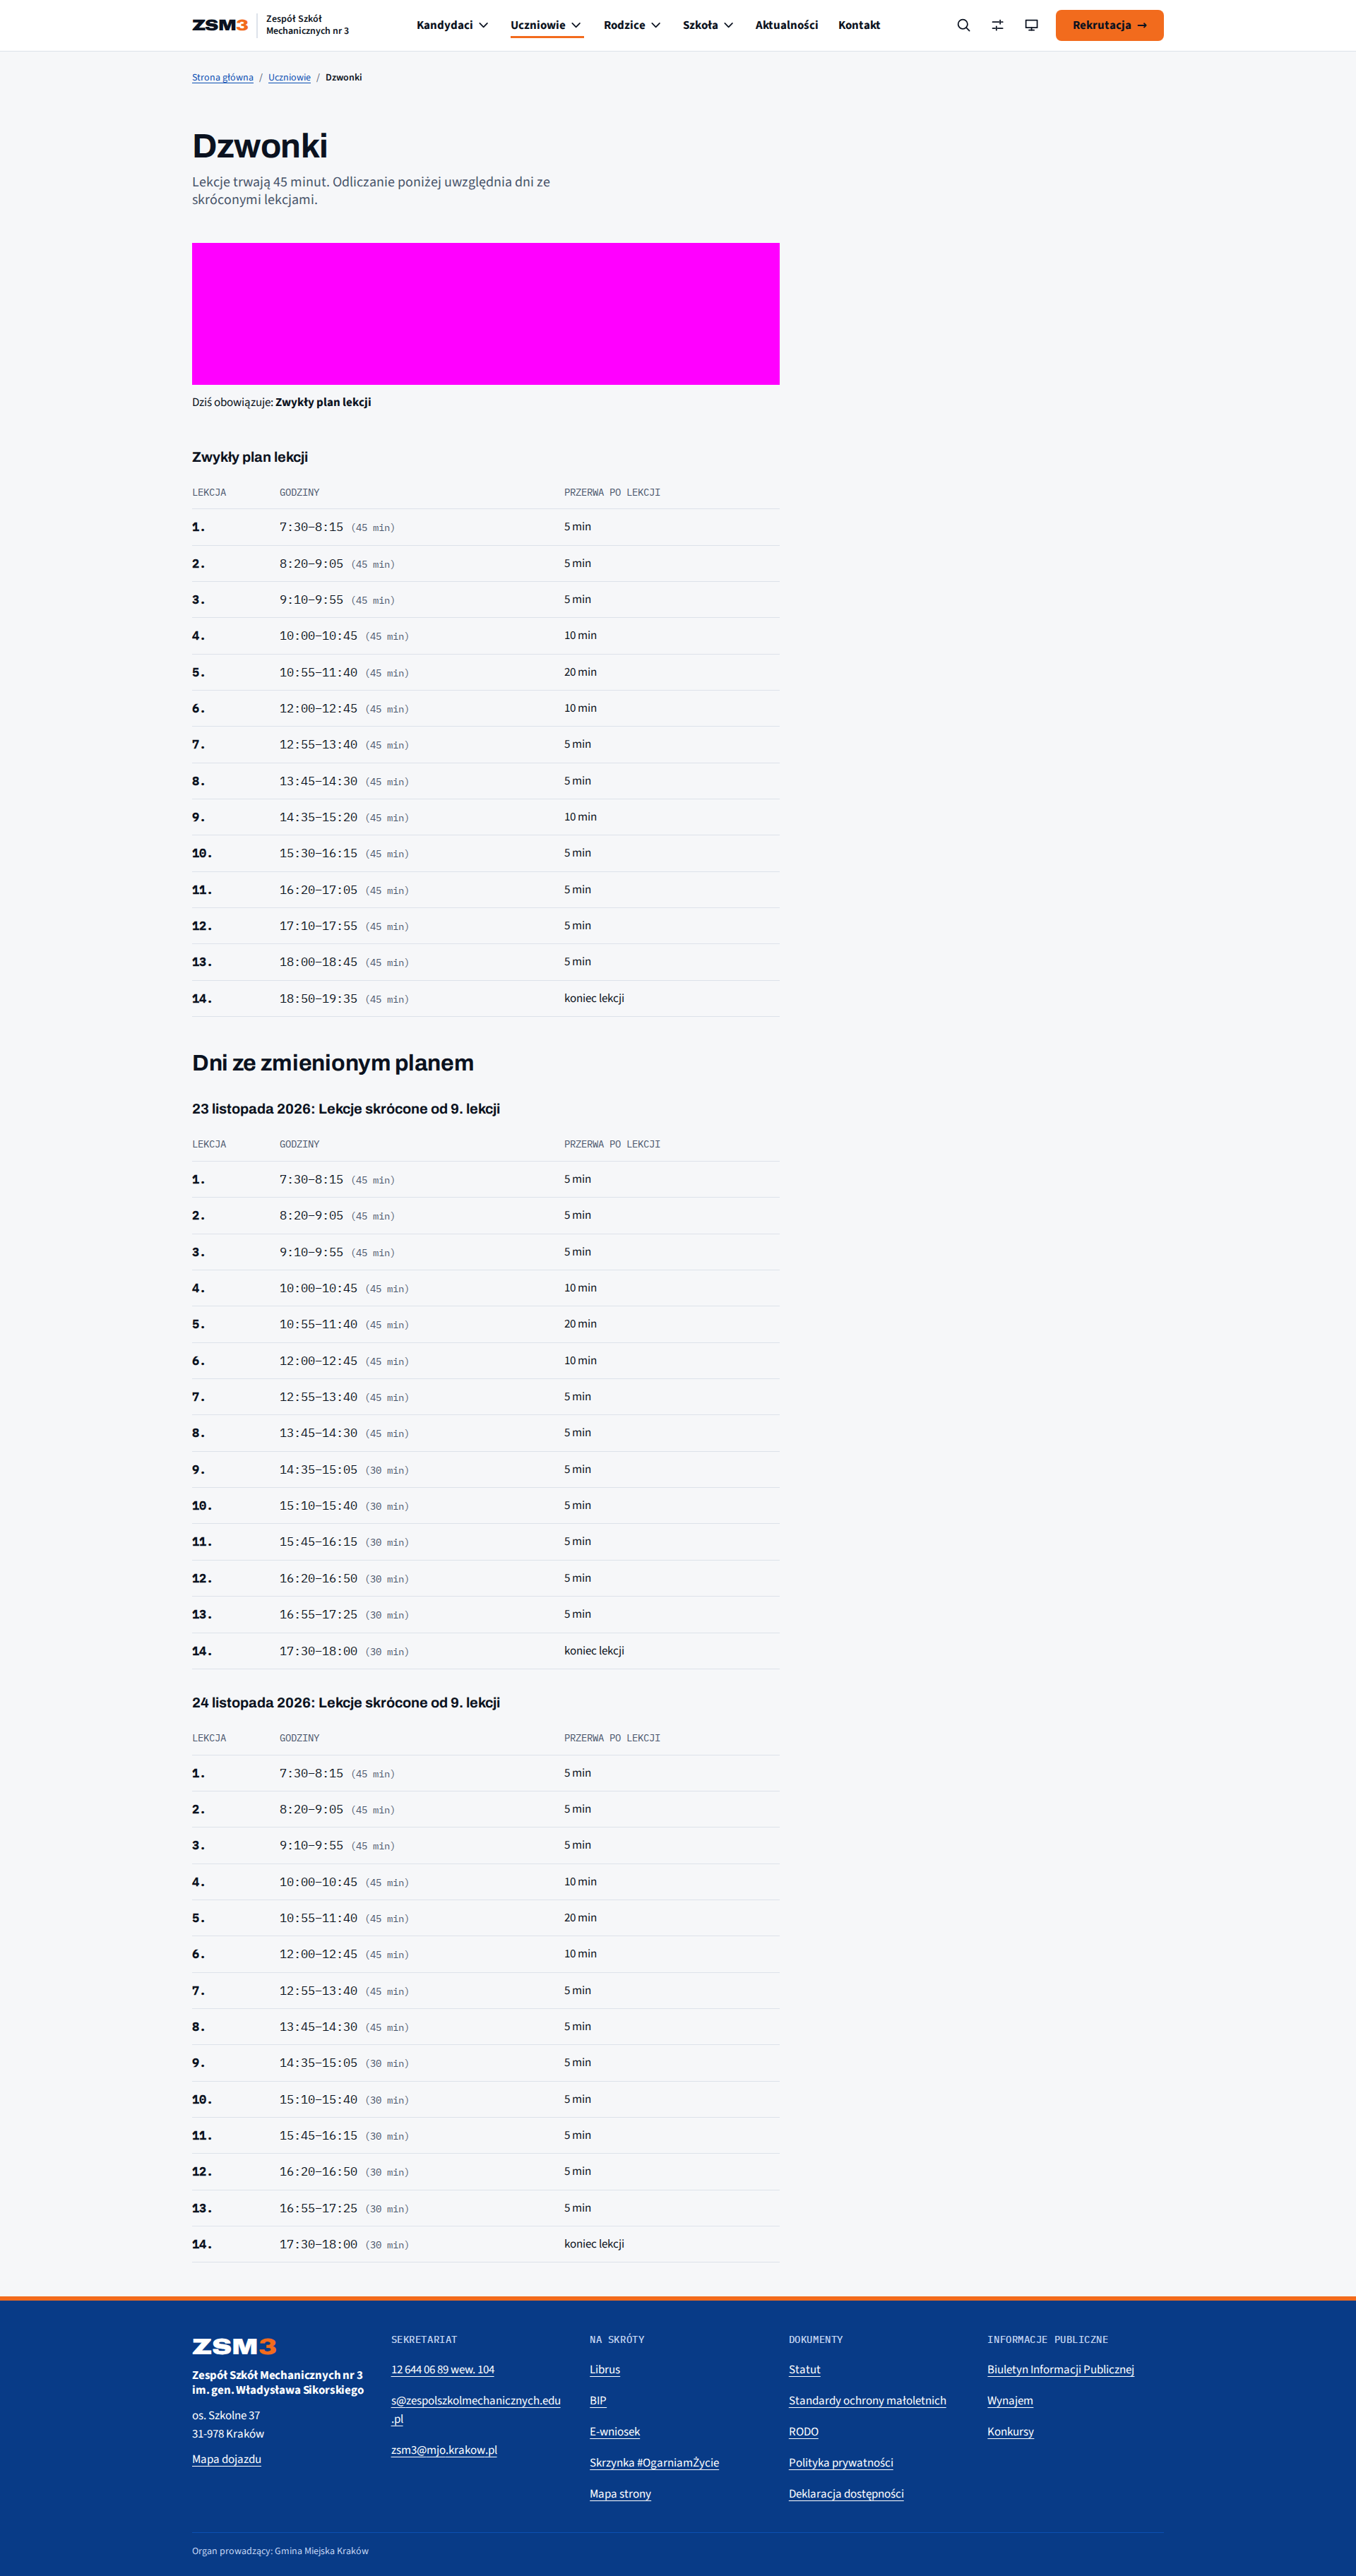 ZSM3
Zespół Szkół
Mechanicznych nr 3
Kandydaci
Uczniowie
Rodzice
Szkoła
Aktualności
Kontakt
Rekrutacja →
Strona główna / Uczniowie / Dzwonki
Dzwonki
Lekcje trwają 45 minut. Odliczanie poniżej uwzględnia dni ze
skróconymi lekcjami.
Dziś obowiązuje: Zwykły plan lekcji
Zwykły plan lekcji
LEKCJA GODZINY PRZERWA PO LEKCJI
1. 7:30–8:15 (45 min) 5 min
2. 8:20–9:05 (45 min) 5 min
3. 9:10–9:55 (45 min) 5 min
4. 10:00–10:45 (45 min) 10 min
5. 10:55–11:40 (45 min) 20 min
6. 12:00–12:45 (45 min) 10 min
7. 12:55–13:40 (45 min) 5 min
8. 13:45–14:30 (45 min) 5 min
9. 14:35–15:20 (45 min) 10 min
10. 15:30–16:15 (45 min) 5 min
11. 16:20–17:05 (45 min) 5 min
12. 17:10–17:55 (45 min) 5 min
13. 18:00–18:45 (45 min) 5 min
14. 18:50–19:35 (45 min) koniec lekcji
Dni ze zmienionym planem
23 listopada 2026: Lekcje skrócone od 9. lekcji
LEKCJA GODZINY PRZERWA PO LEKCJI
1. 7:30–8:15 (45 min) 5 min
2. 8:20–9:05 (45 min) 5 min
3. 9:10–9:55 (45 min) 5 min
4. 10:00–10:45 (45 min) 10 min
5. 10:55–11:40 (45 min) 20 min
6. 12:00–12:45 (45 min) 10 min
7. 12:55–13:40 (45 min) 5 min
8. 13:45–14:30 (45 min) 5 min
9. 14:35–15:05 (30 min) 5 min
10. 15:10–15:40 (30 min) 5 min
11. 15:45–16:15 (30 min) 5 min
12. 16:20–16:50 (30 min) 5 min
13. 16:55–17:25 (30 min) 5 min
14. 17:30–18:00 (30 min) koniec lekcji
24 listopada 2026: Lekcje skrócone od 9. lekcji
LEKCJA GODZINY PRZERWA PO LEKCJI
1. 7:30–8:15 (45 min) 5 min
2. 8:20–9:05 (45 min) 5 min
3. 9:10–9:55 (45 min) 5 min
4. 10:00–10:45 (45 min) 10 min
5. 10:55–11:40 (45 min) 20 min
6. 12:00–12:45 (45 min) 10 min
7. 12:55–13:40 (45 min) 5 min
8. 13:45–14:30 (45 min) 5 min
9. 14:35–15:05 (30 min) 5 min
10. 15:10–15:40 (30 min) 5 min
11. 15:45–16:15 (30 min) 5 min
12. 16:20–16:50 (30 min) 5 min
13. 16:55–17:25 (30 min) 5 min
14. 17:30–18:00 (30 min) koniec lekcji
ZSM3
Zespół Szkół Mechanicznych nr 3
im. gen. Władysława Sikorskiego
os. Szkolne 37
31-978 Kraków
Mapa dojazdu
SEKRETARIAT
12 644 06 89 wew. 104
s@zespolszkolmechanicznych.edu
.pl
zsm3@mjo.krakow.pl
NA SKRÓTY
Librus
BIP
E-wniosek
Skrzynka #OgarniamŻycie
Mapa strony
DOKUMENTY
Statut
Standardy ochrony małoletnich
RODO
Polityka prywatności
Deklaracja dostępności
INFORMACJE PUBLICZNE
Biuletyn Informacji Publicznej
Wynajem
Konkursy
Organ prowadzący: Gmina Miejska Kraków